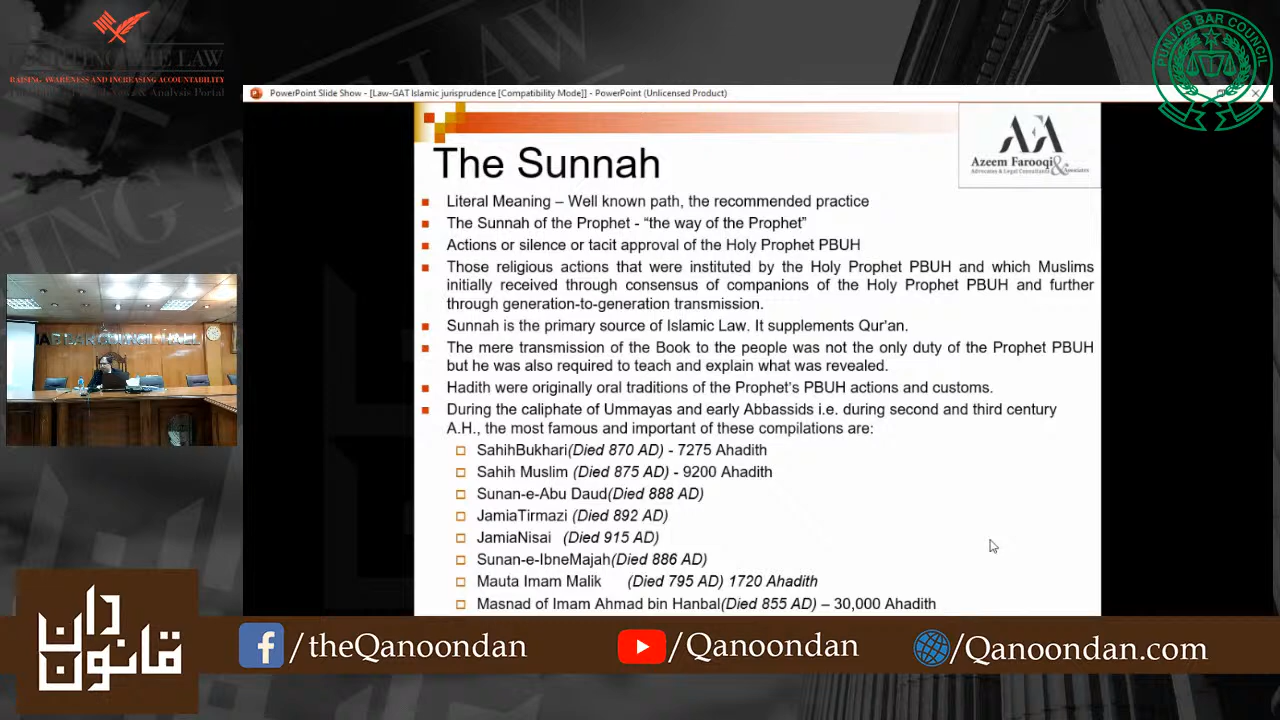 RAISING AWARENESS AND INCREASING ACCOUNTABILITY
PUNJAB BAR COUNCIL
PowerPoint Slide Show - [Law-GAT Islamic jurisprudence [Compatibility Mode]] - PowerPoint (Unlicensed Product)
Azeem Farooqi
Advocates & Legal Consultants & Associates
The Sunnah
Literal Meaning – Well known path, the recommended practice
The Sunnah of the Prophet - “the way of the Prophet”
Actions or silence or tacit approval of the Holy Prophet PBUH
Those religious actions that were instituted by the Holy Prophet PBUH and which Muslims
initially received through consensus of companions of the Holy Prophet PBUH and further
through generation-to-generation transmission.
Sunnah is the primary source of Islamic Law. It supplements Qur'an.
The mere transmission of the Book to the people was not the only duty of the Prophet PBUH
but he was also required to teach and explain what was revealed.
Hadith were originally oral traditions of the Prophet's PBUH actions and customs.
During the caliphate of Ummayas and early Abbassids i.e. during second and third century
A.H., the most famous and important of these compilations are:
SahihBukhari(Died 870 AD) - 7275 Ahadith
Sahih Muslim (Died 875 AD) - 9200 Ahadith
Sunan-e-Abu Daud(Died 888 AD)
JamiaTirmazi (Died 892 AD)
JamiaNisai (Died 915 AD)
Sunan-e-IbneMajah(Died 886 AD)
Mauta Imam Malik (Died 795 AD) 1720 Ahadith
Masnad of Imam Ahmad bin Hanbal(Died 855 AD) – 30,000 Ahadith
قانون دان
/theQanoondan
/Qanoondan
/Qanoondan.com